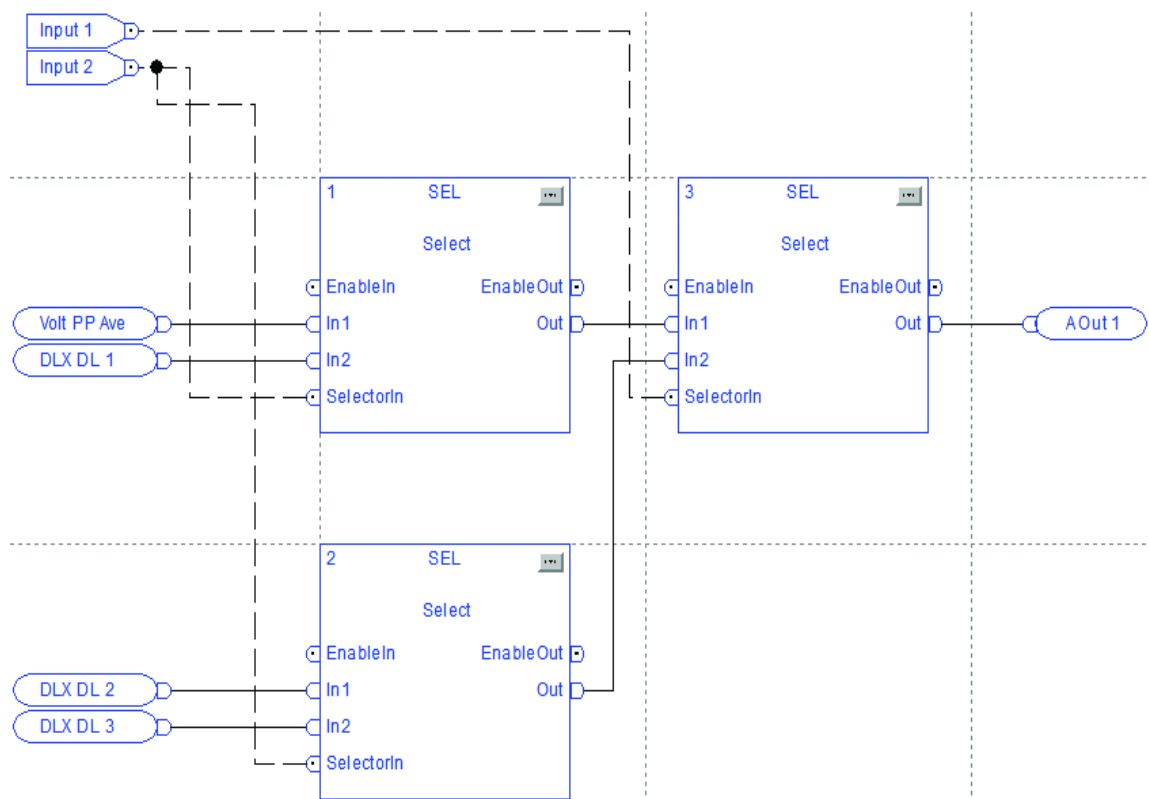 Input 1
Input 2
1 SEL
Select
EnableIn EnableOut
In1 Out
In2
SelectorIn
3 SEL
Select
EnableIn EnableOut
In1 Out
In2
SelectorIn
Volt PP Ave
DLX DL 1
AOut 1
2 SEL
Select
EnableIn EnableOut
In1 Out
In2
SelectorIn
DLX DL 2
DLX DL 3